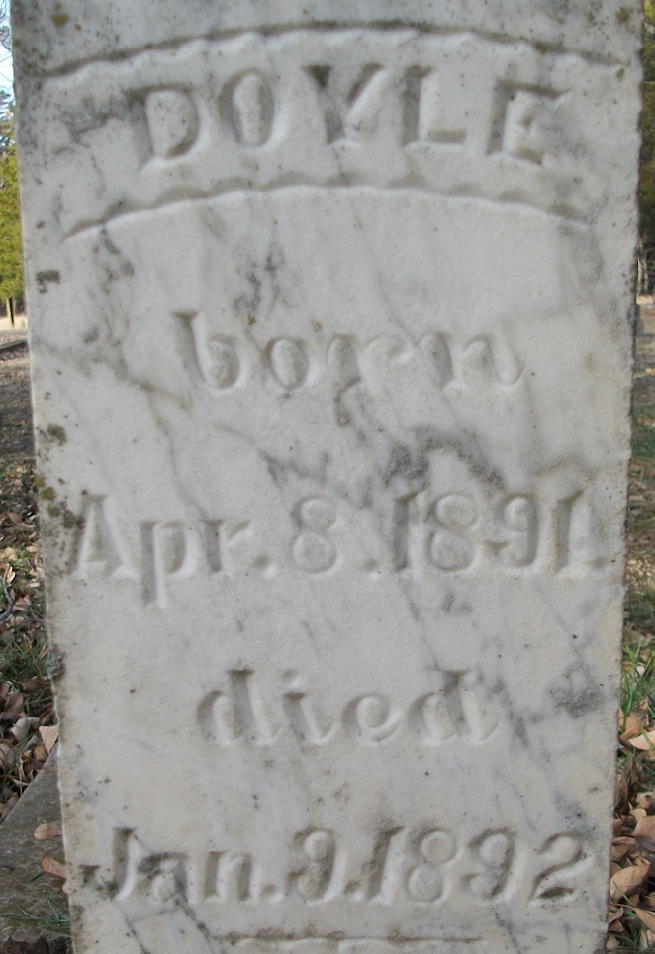 DOYLE
born
Apr. 8. 1891.
died
Jan. 9. 1892